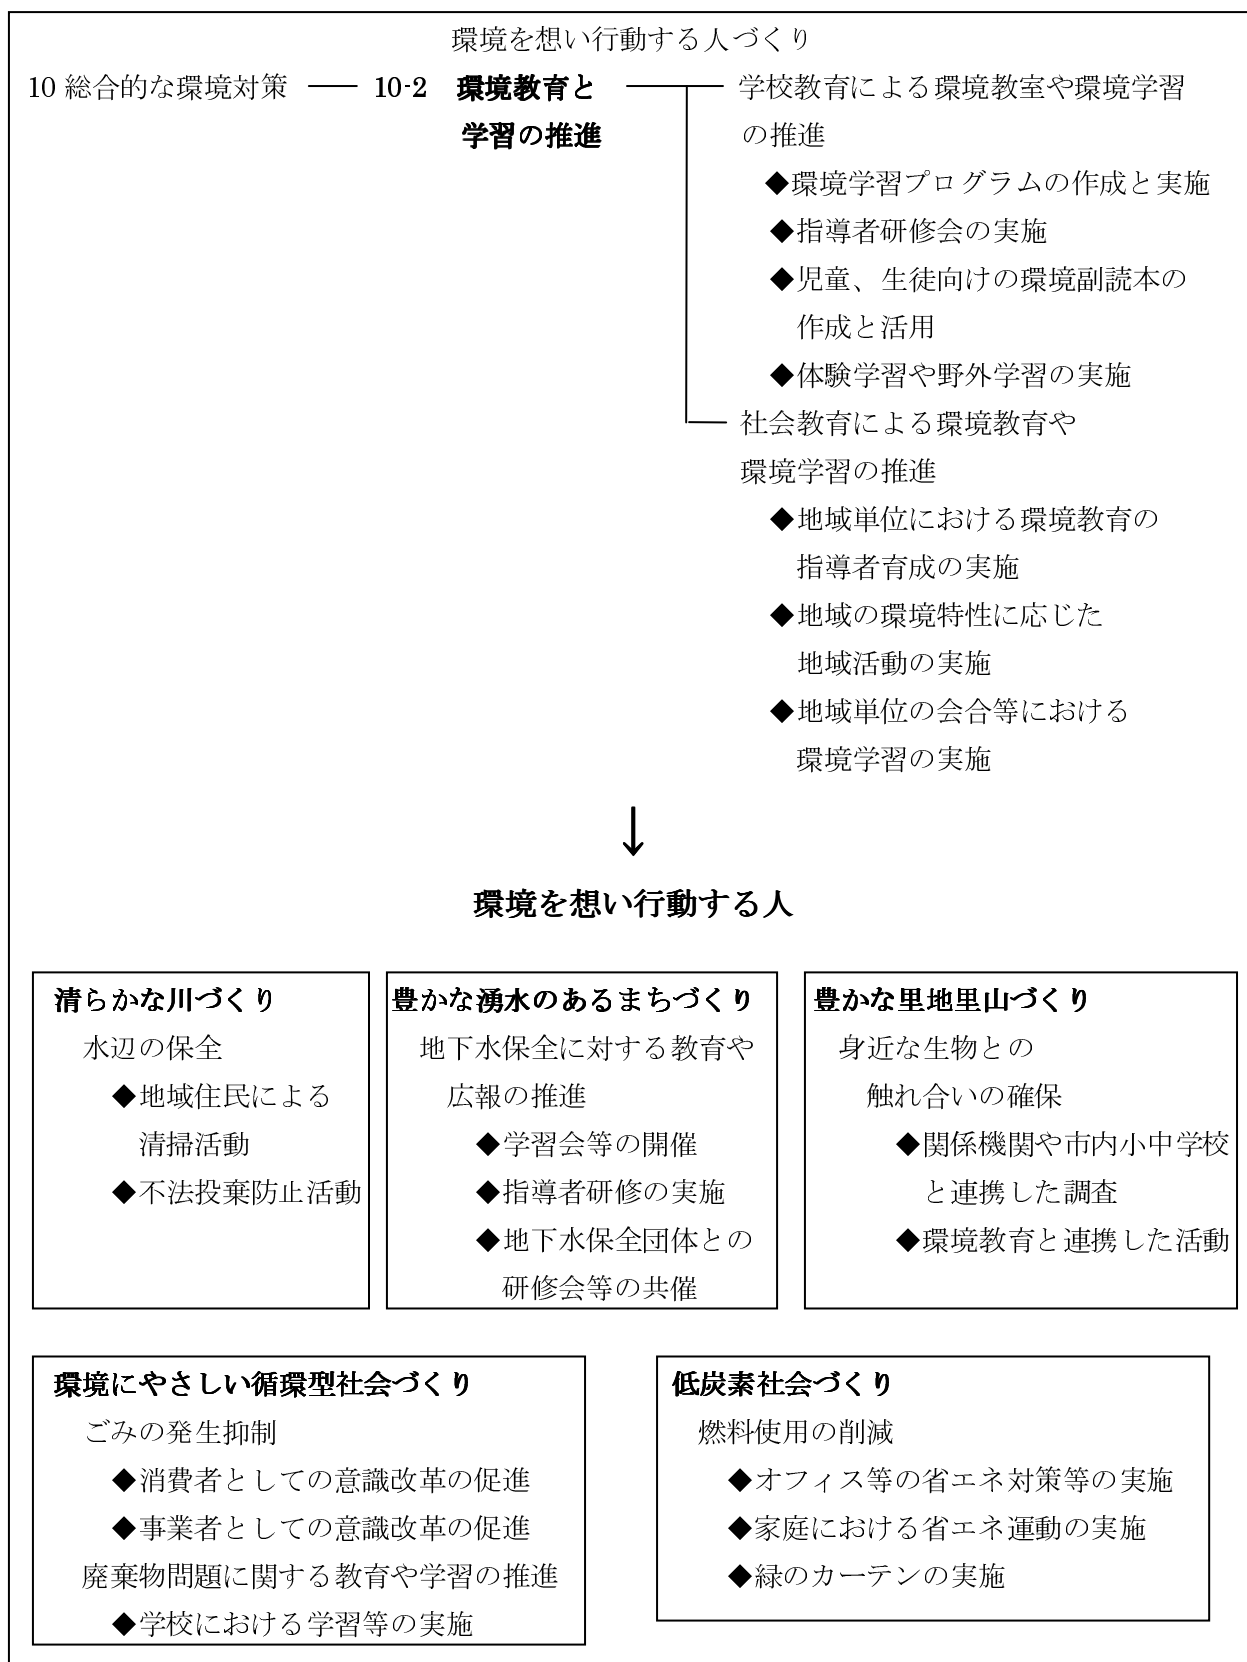 環境を想い行動する人づくり
10 総合的な環境対策 ― 10-2 環境教育と
学習の推進
学校教育による環境教室や環境学習
の推進
◆環境学習プログラムの作成と実施
◆指導者研修会の実施
◆児童、生徒向けの環境副読本の
作成と活用
◆体験学習や野外学習の実施
社会教育による環境教育や
環境学習の推進
◆地域単位における環境教育の
指導者育成の実施
◆地域の環境特性に応じた
地域活動の実施
◆地域単位の会合等における
環境学習の実施
↓
環境を想い行動する人
清らかな川づくり
水辺の保全
◆地域住民による
清掃活動
◆不法投棄防止活動
豊かな湧水のあるまちづくり
地下水保全に対する教育や
広報の推進
◆学習会等の開催
◆指導者研修の実施
◆地下水保全団体との
研修会等の共催
豊かな里地里山づくり
身近な生物との
触れ合いの確保
◆関係機関や市内小中学校
と連携した調査
◆環境教育と連携した活動
環境にやさしい循環型社会づくり
ごみの発生抑制
◆消費者としての意識改革の促進
◆事業者としての意識改革の促進
廃棄物問題に関する教育や学習の推進
◆学校における学習等の実施
低炭素社会づくり
燃料使用の削減
◆オフィス等の省エネ対策等の実施
◆家庭における省エネ運動の実施
◆緑のカーテンの実施